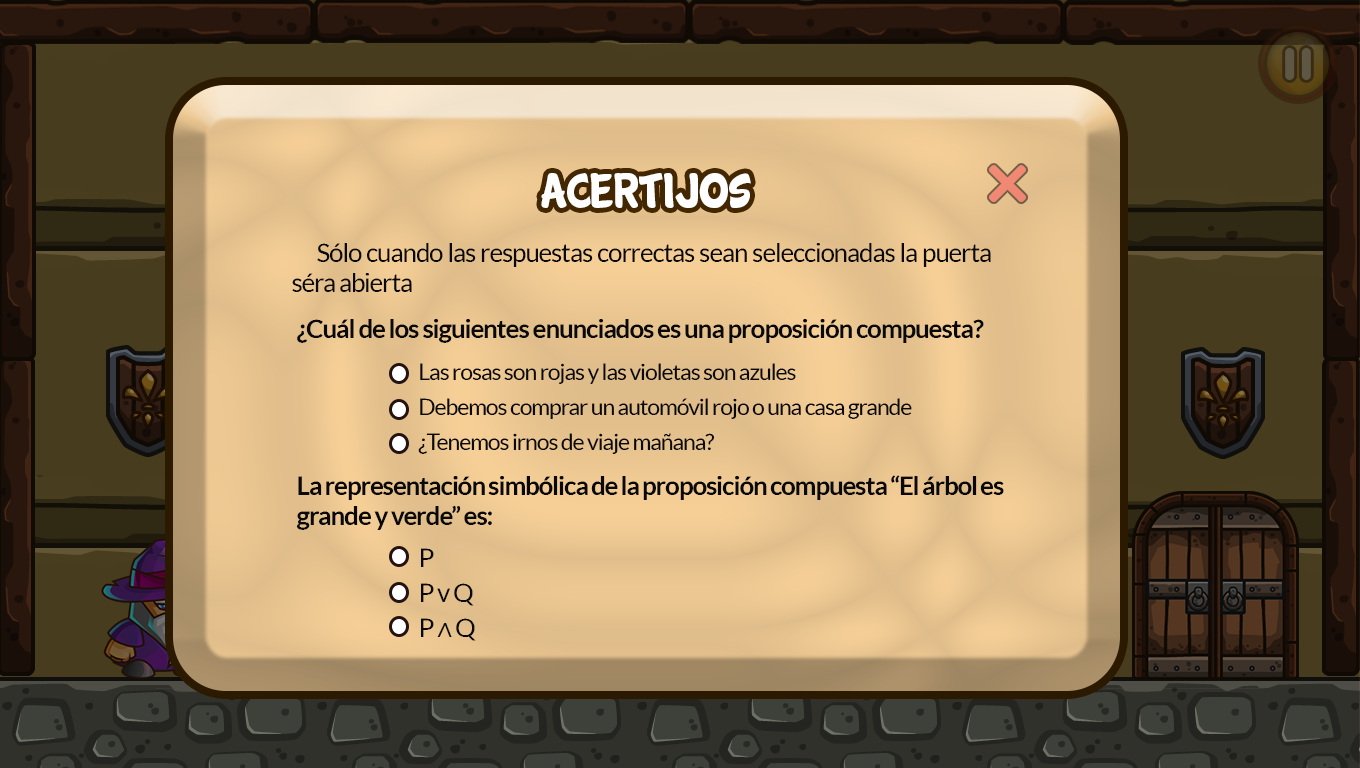 ACERTIJOS
Sólo cuando las respuestas correctas sean seleccionadas la puerta
séra abierta
¿Cuál de los siguientes enunciados es una proposición compuesta?
Las rosas son rojas y las violetas son azules
Debemos comprar un automóvil rojo o una casa grande
¿Tenemos irnos de viaje mañana?
La representación simbólica de la proposición compuesta “El árbol es
grande y verde” es:
P
P v Q
P ∧ Q